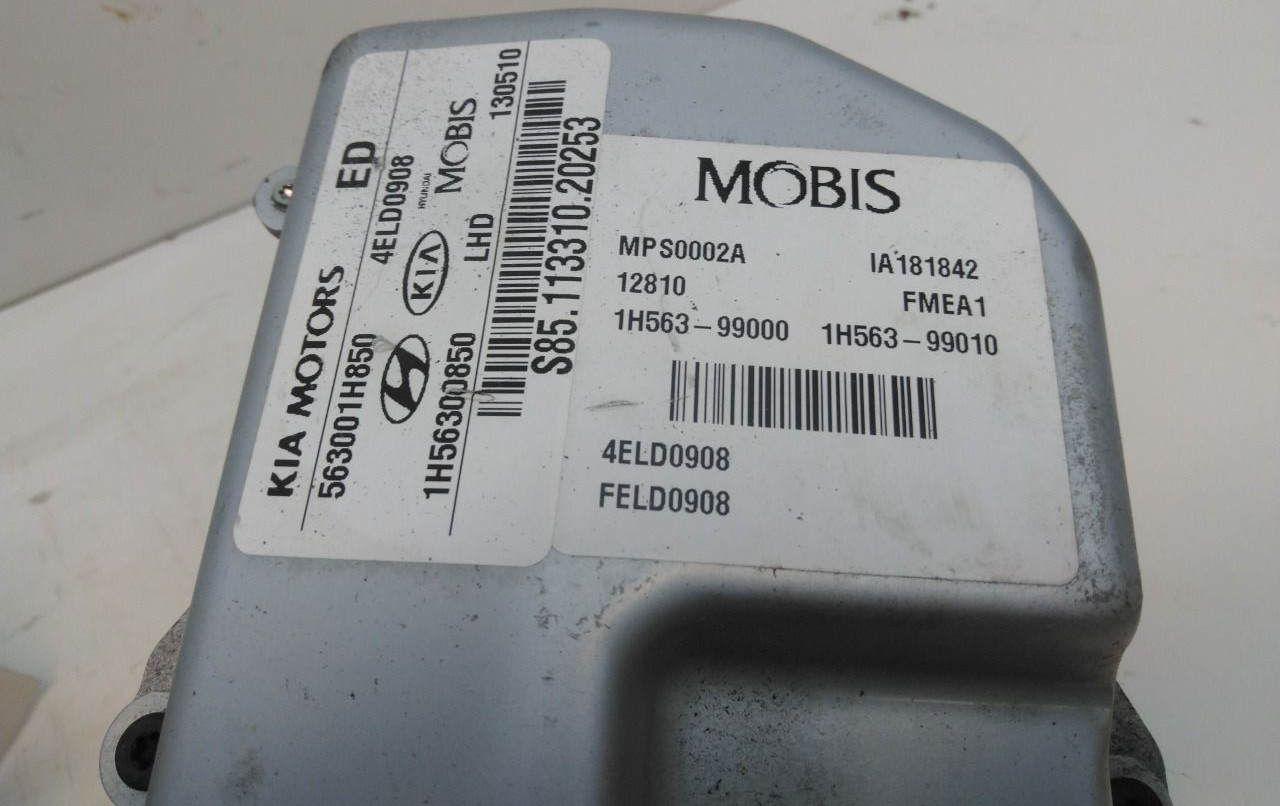 KIA MOTORS ED
563001H850 4ELD0908
KIA HYUNDAI MOBIS
1H56300850 LHD 130510
S85.113310.20253
MOBIS
MPS0002A IA181842
12810 FMEA1
1H563-99000 1H563-99010
4ELD0908
FELD0908